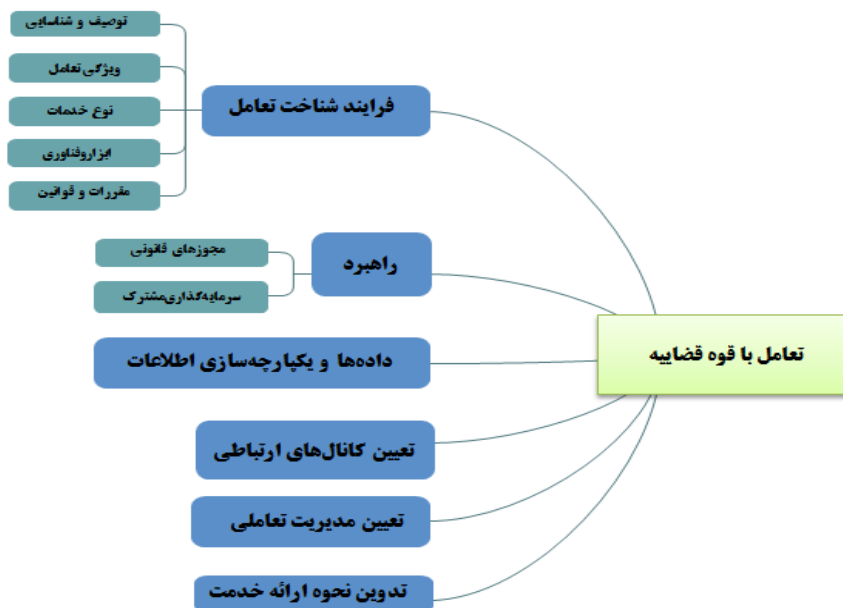 تعامل با قوه قضاییه
فرایند شناخت تعامل
توصیف و شناسایی
ویژگی تعامل
نوع خدمات
ابزاروفناوری
مقررات و قوانین
راهبرد
مجوزهای قانونی
سرمایه‌گذاری‌مشترک
داده‌ها و یکپارچه‌سازی اطلاعات
تعیین کانال‌های ارتباطی
تعیین مدیریت تعاملی
تدوین نحوه ارائه خدمت